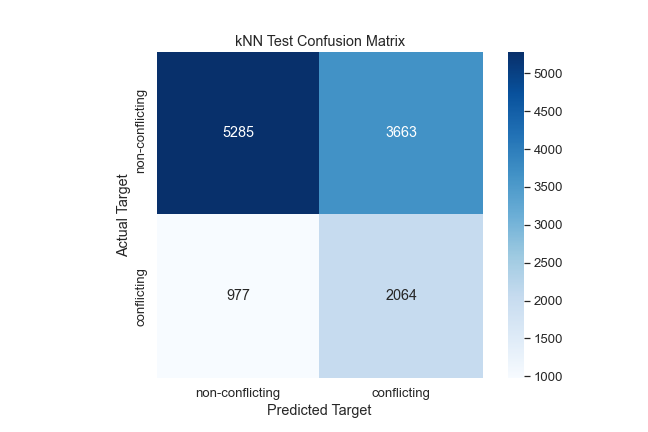 kNN Test Confusion Matrix
Actual Target
non-conflicting
5285
3663
conflicting
977
2064
non-conflicting
conflicting
Predicted Target
5000
4500
4000
3500
3000
2500
2000
1500
1000